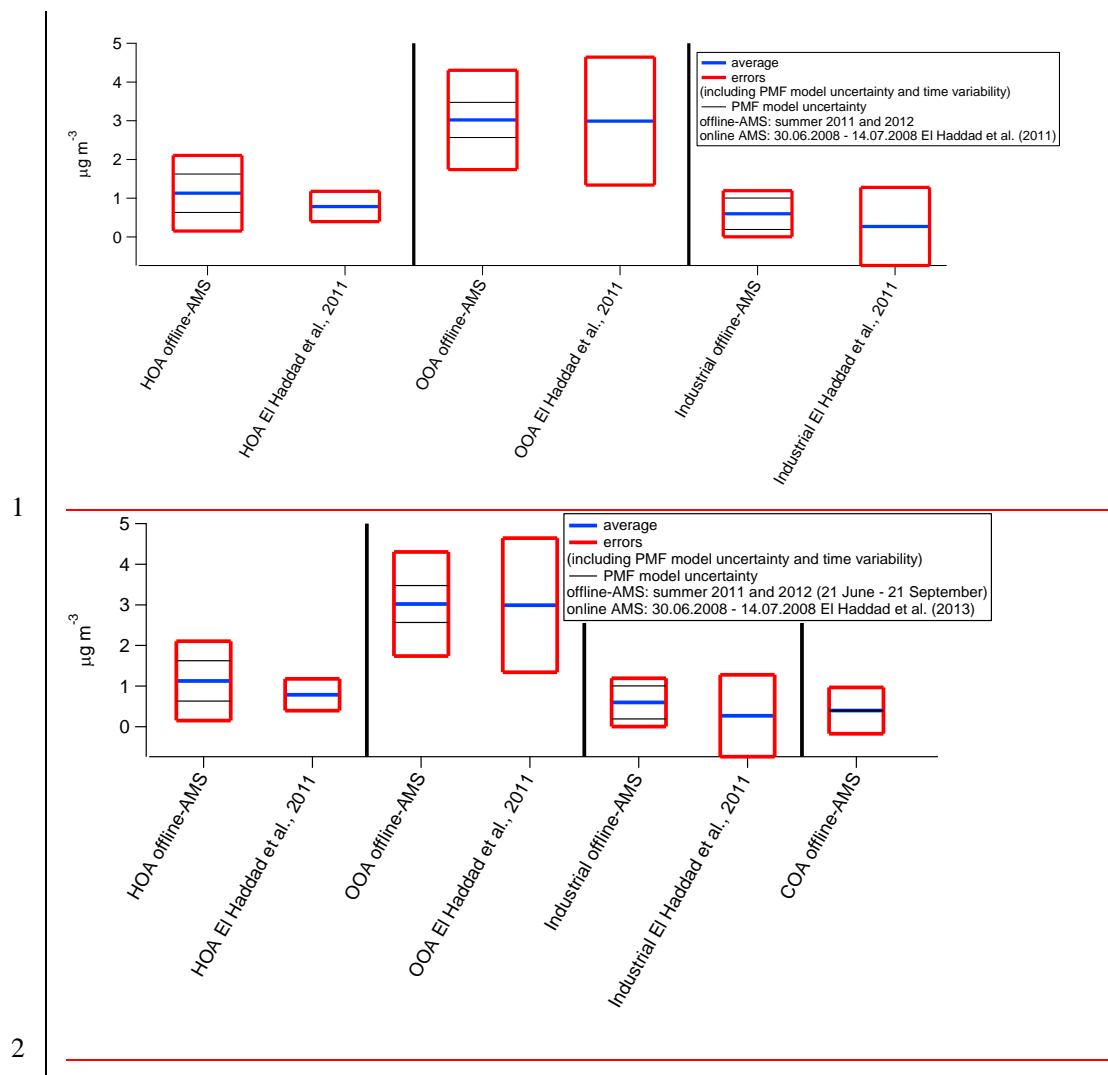 5
4
3
2
1
0
µg m-3
average
errors
(including PMF model uncertainty and time variability)
PMF model uncertainty
offline-AMS: summer 2011 and 2012
online AMS: 30.06.2008 - 14.07.2008 El Haddad et al. (2011)
HOA offline-AMS
HOA El Haddad et al., 2011
OOA offline-AMS
OOA El Haddad et al., 2011
Industrial offline-AMS
Industrial El Haddad et al., 2011
1
5
4
3
2
1
0
µg m-3
average
errors
(including PMF model uncertainty and time variability)
PMF model uncertainty
offline-AMS: summer 2011 and 2012 (21 June - 21 September)
online AMS: 30.06.2008 - 14.07.2008 El Haddad et al. (2013)
HOA offline-AMS
HOA El Haddad et al., 2011
OOA offline-AMS
OOA El Haddad et al., 2011
Industrial offline-AMS
Industrial El Haddad et al., 2011
COA offline-AMS
2